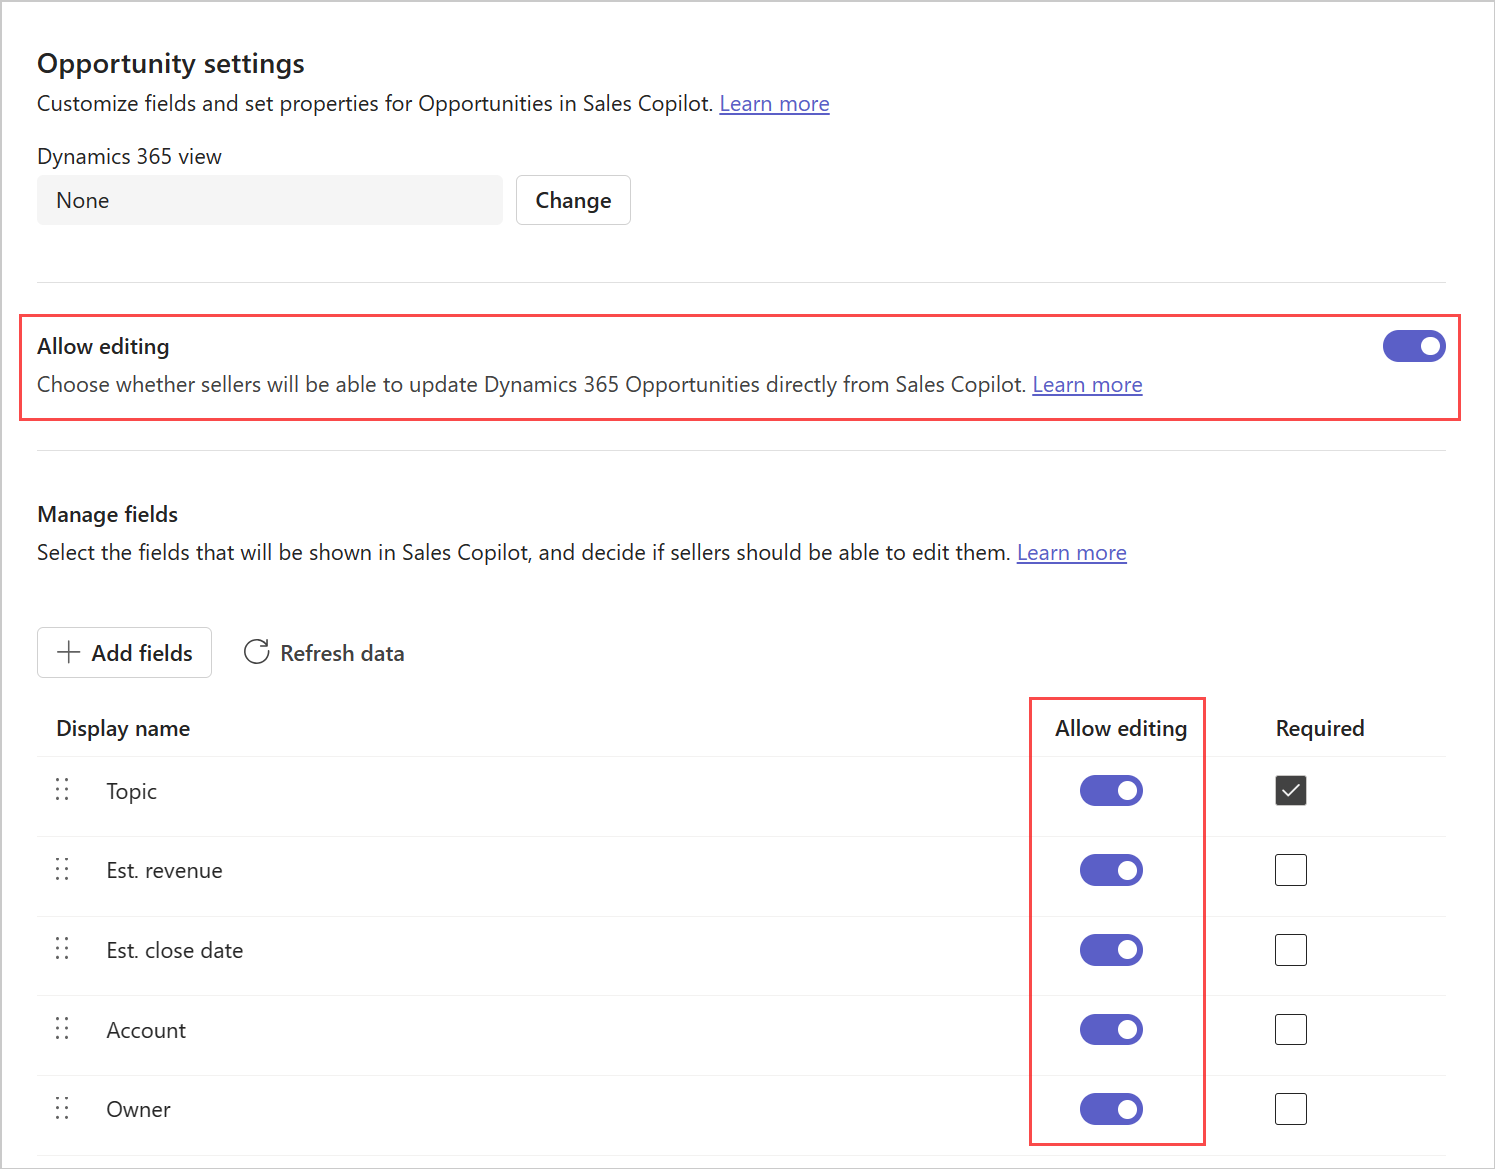 Opportunity settings
Customize fields and set properties for Opportunities in Sales Copilot. Learn more
Dynamics 365 view
None
Change
Allow editing
Choose whether sellers will be able to update Dynamics 365 Opportunities directly from Sales Copilot. Learn more
Manage fields
Select the fields that will be shown in Sales Copilot, and decide if sellers should be able to edit them. Learn more
Add fields
Refresh data
Display name
Allow editing
Required
Topic
Est. revenue
Est. close date
Account
Owner